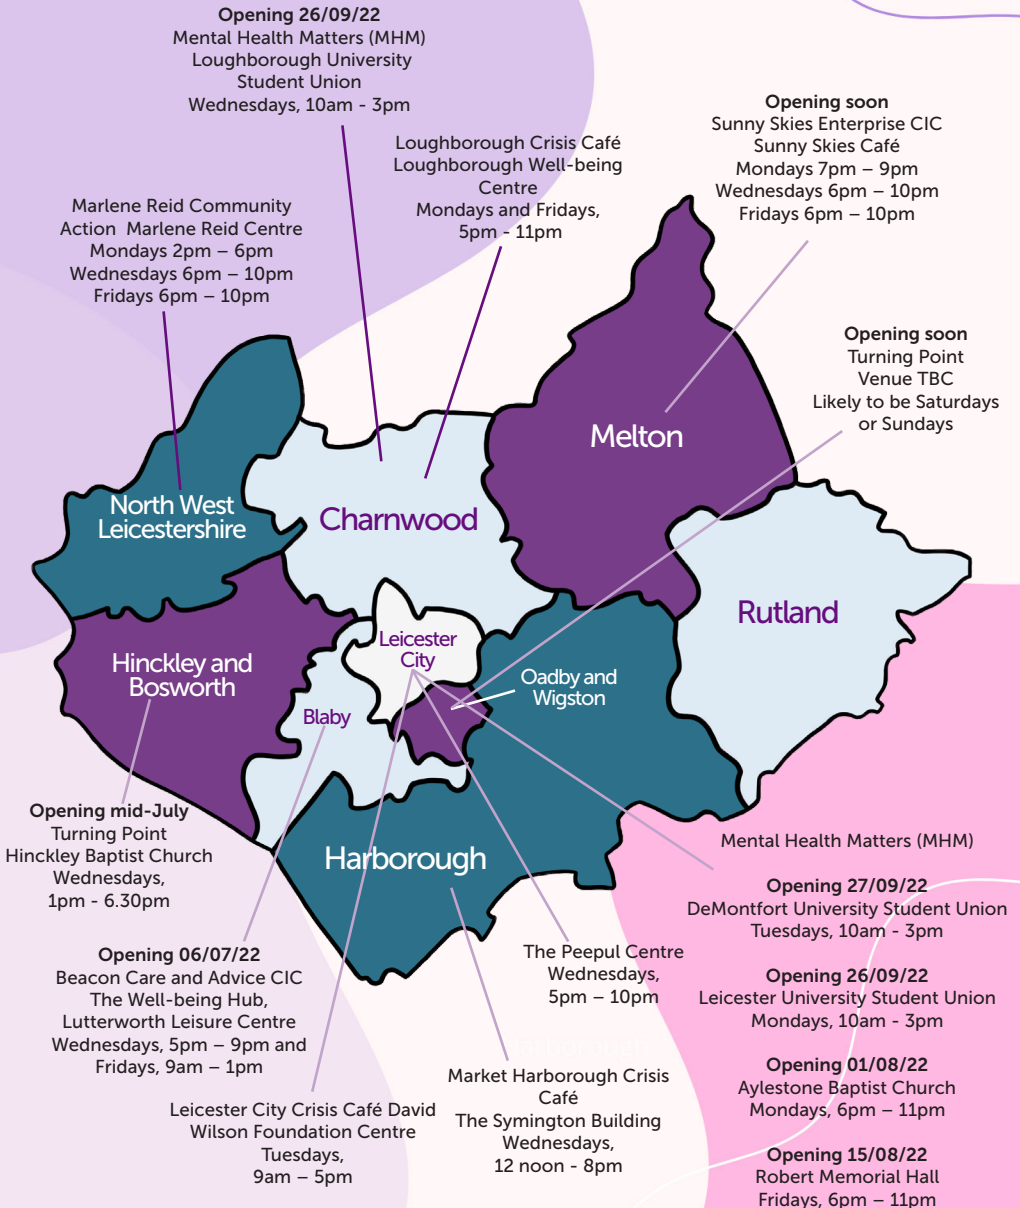 Opening 26/09/22
Mental Health Matters (MHM)
Loughborough University
Student Union
Wednesdays, 10am - 3pm
Loughborough Crisis Café
Loughborough Well-being
Centre
Mondays and Fridays,
5pm - 11pm
Opening soon
Sunny Skies Enterprise CIC
Sunny Skies Café
Mondays 7pm – 9pm
Wednesdays 6pm – 10pm
Fridays 6pm – 10pm
Marlene Reid Community
Action  Marlene Reid Centre
Mondays 2pm – 6pm
Wednesdays 6pm – 10pm
Fridays 6pm – 10pm
Opening soon
Turning Point
Venue TBC
Likely to be Saturdays
or Sundays
Melton
North West
Leicestershire
Charnwood
Rutland
Leicester
City
Hinckley and
Bosworth
Oadby and
Wigston
Blaby
Harborough
Opening mid-July
Turning Point
Hinckley Baptist Church
Wednesdays,
1pm - 6.30pm
Opening 06/07/22
Beacon Care and Advice CIC
The Well-being Hub,
Lutterworth Leisure Centre
Wednesdays, 5pm – 9pm and
Fridays, 9am – 1pm
Leicester City Crisis Café David
Wilson Foundation Centre
Tuesdays,
9am – 5pm
The Peepul Centre
Wednesdays,
5pm – 10pm
Harborough
Market Harborough Crisis
Café
The Symington Building
Wednesdays,
12 noon - 8pm
Mental Health Matters (MHM)
Opening 27/09/22
DeMontfort University Student Union
Tuesdays, 10am - 3pm
Opening 26/09/22
Leicester University Student Union
Mondays, 10am - 3pm
Opening 01/08/22
Aylestone Baptist Church
Mondays, 6pm – 11pm
Opening 15/08/22
Robert Memorial Hall
Fridays, 6pm – 11pm